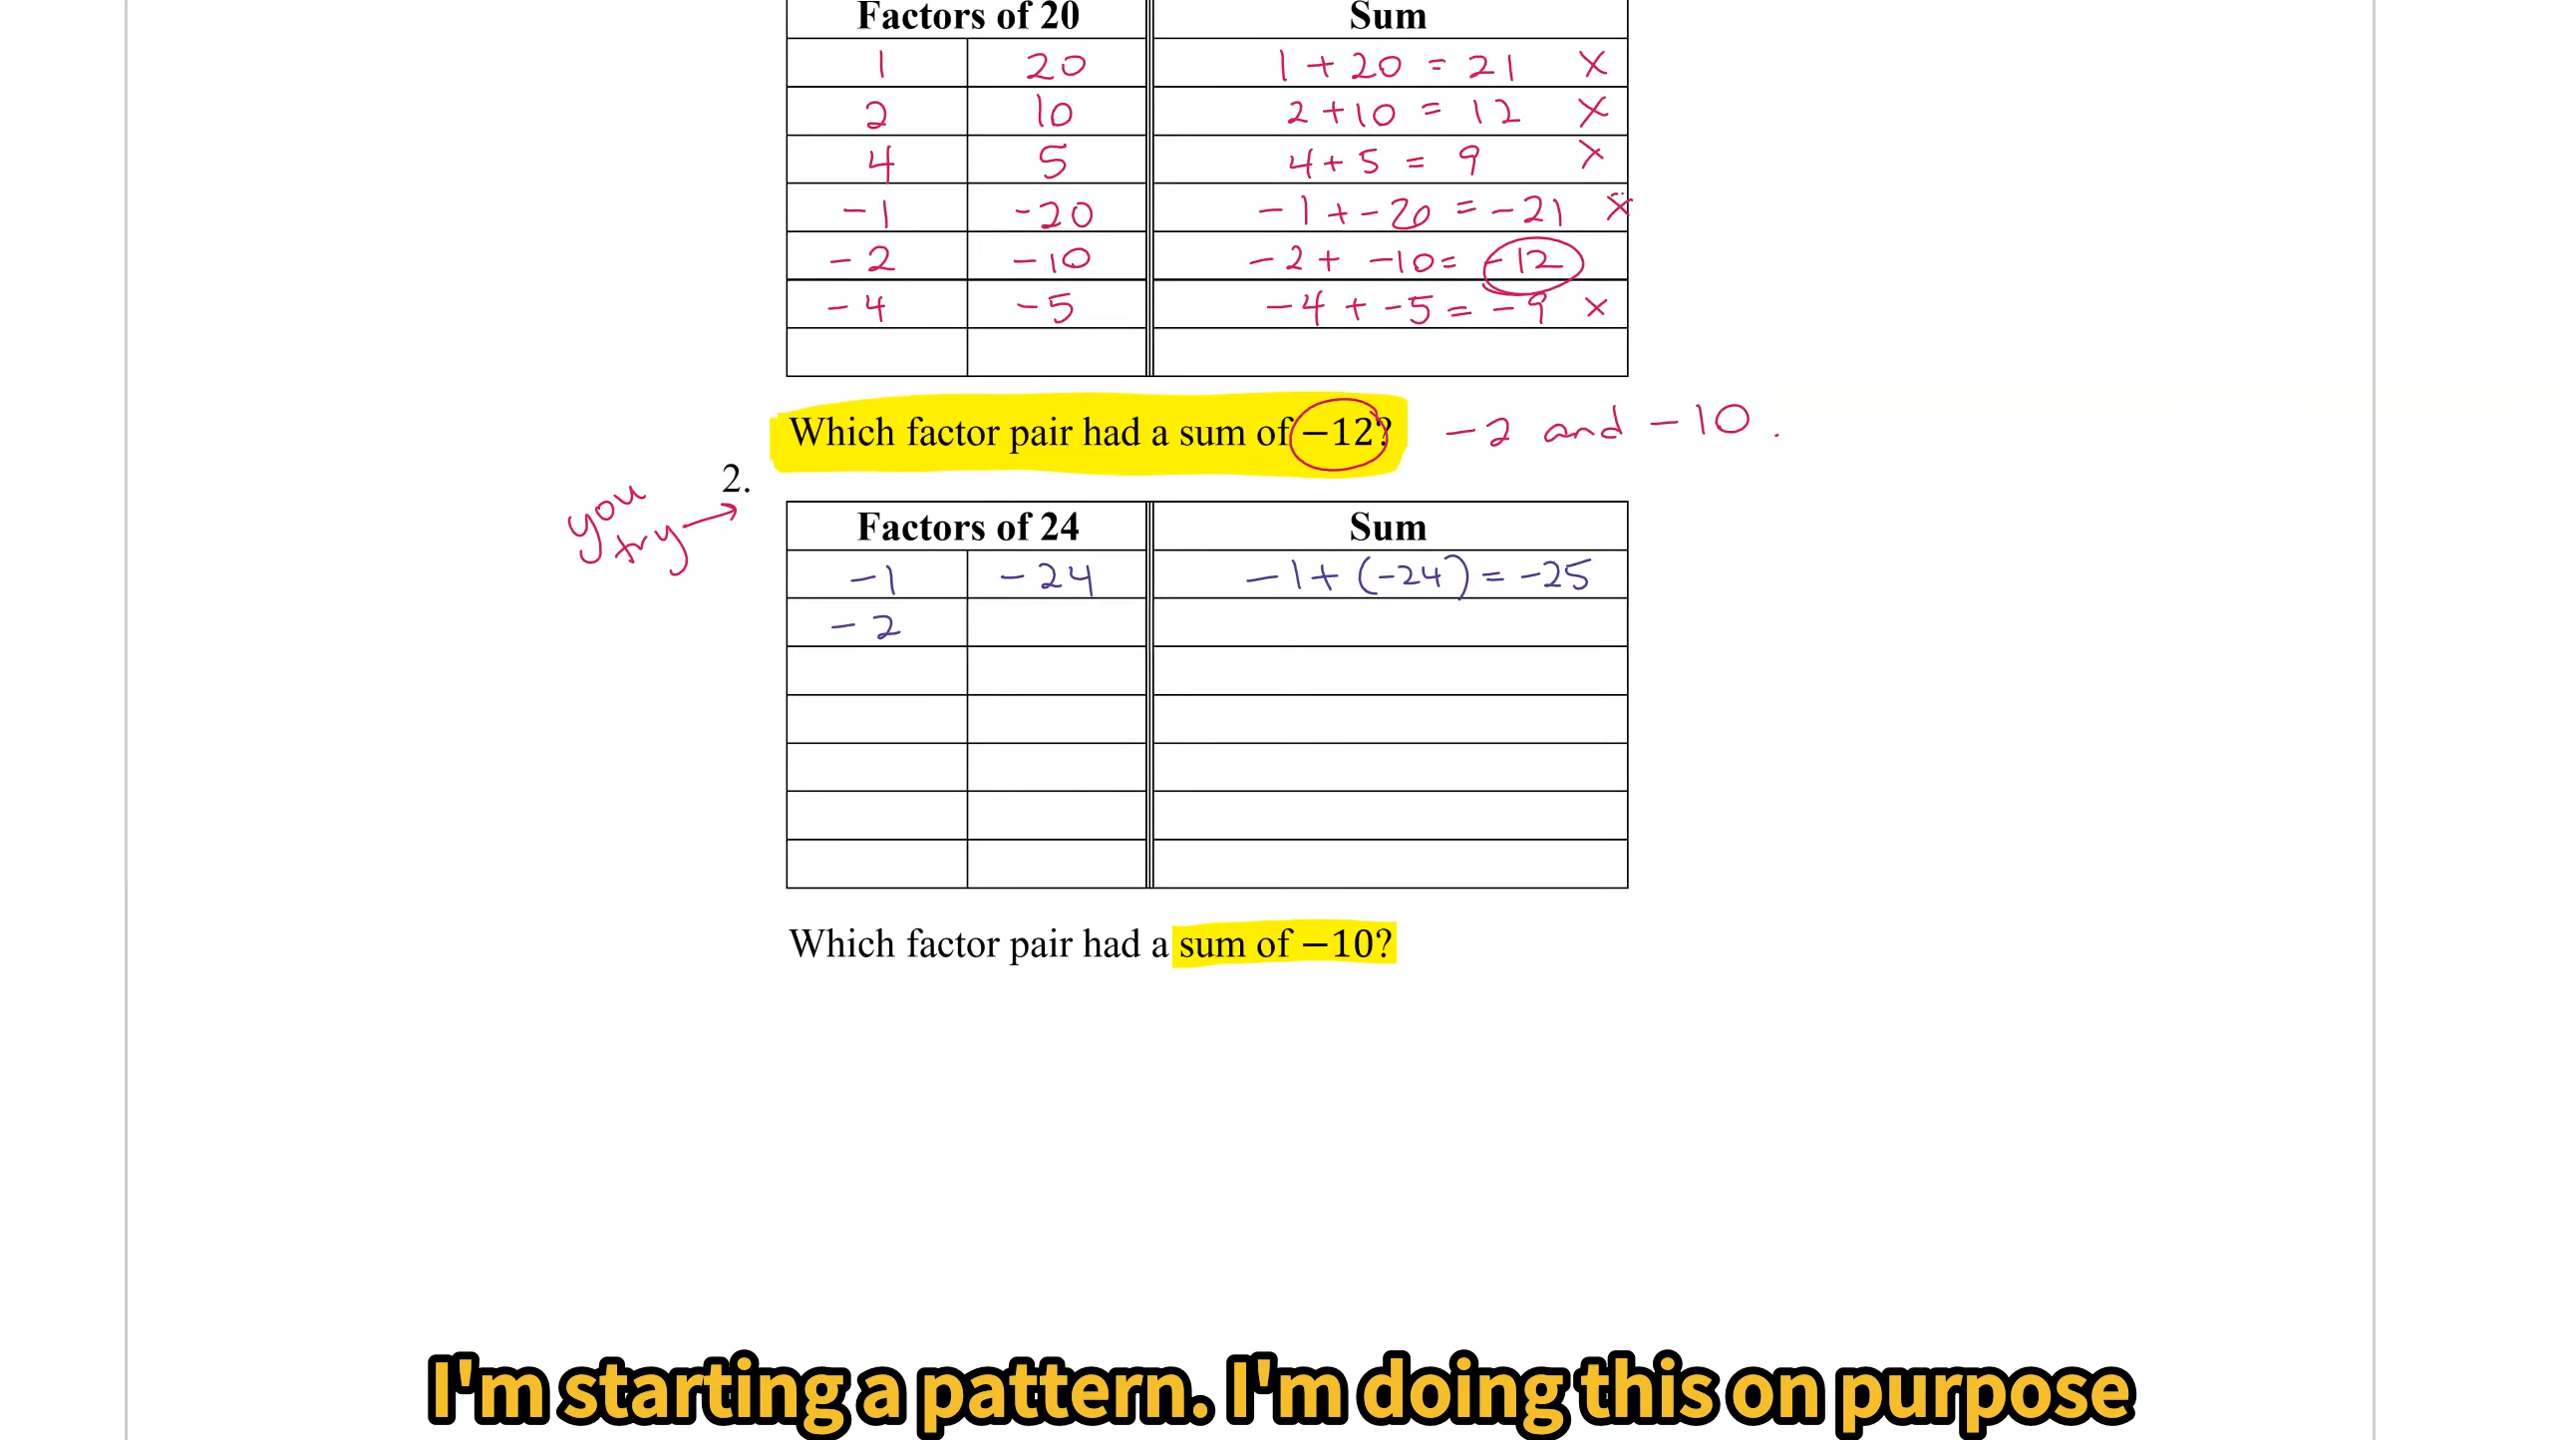 Factors of 20 Sum
1 20 1 + 20 = 21 x
2 10 2 + 10 = 12 x
4 5 4 + 5 = 9 x
-1 -20 -1 + -20 = -21 x
-2 -10 -2 + -10 = -12
-4 -5 -4 + -5 = -9 x
Which factor pair had a sum of −12? -2 and -10.
2.
you
try →
Factors of 24 Sum
-1 -24 -1 + (-24) = -25
-2
Which factor pair had a sum of −10?
I'm starting a pattern. I'm doing this on purpose